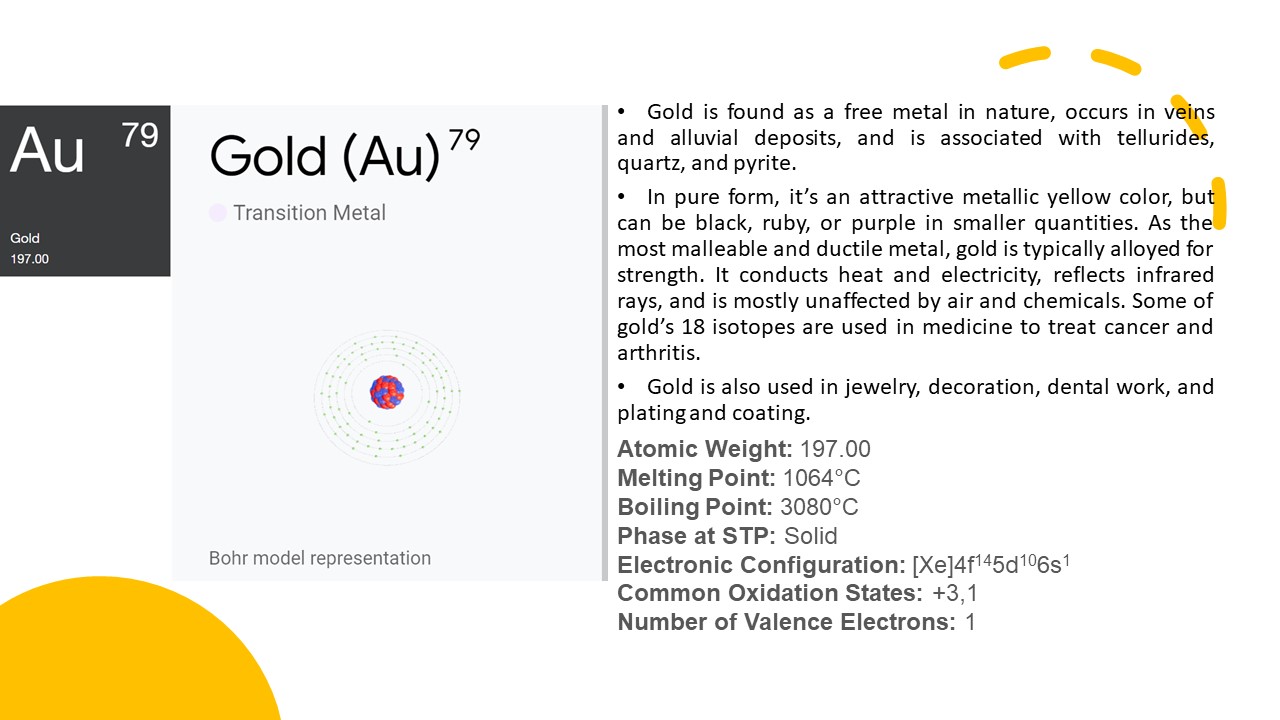 Au 79
Gold
197.00
Gold (Au)⁷⁹
Transition Metal
Bohr model representation
• Gold is found as a free metal in nature, occurs in veins
and alluvial deposits, and is associated with tellurides,
quartz, and pyrite.
• In pure form, it’s an attractive metallic yellow color, but
can be black, ruby, or purple in smaller quantities. As the
most malleable and ductile metal, gold is typically alloyed for
strength. It conducts heat and electricity, reflects infrared
rays, and is mostly unaffected by air and chemicals. Some of
gold’s 18 isotopes are used in medicine to treat cancer and
arthritis.
• Gold is also used in jewelry, decoration, dental work, and
plating and coating.
Atomic Weight: 197.00
Melting Point: 1064°C
Boiling Point: 3080°C
Phase at STP: Solid
Electronic Configuration: [Xe]4f¹⁴5d¹⁰6s¹
Common Oxidation States: +3,1
Number of Valence Electrons: 1